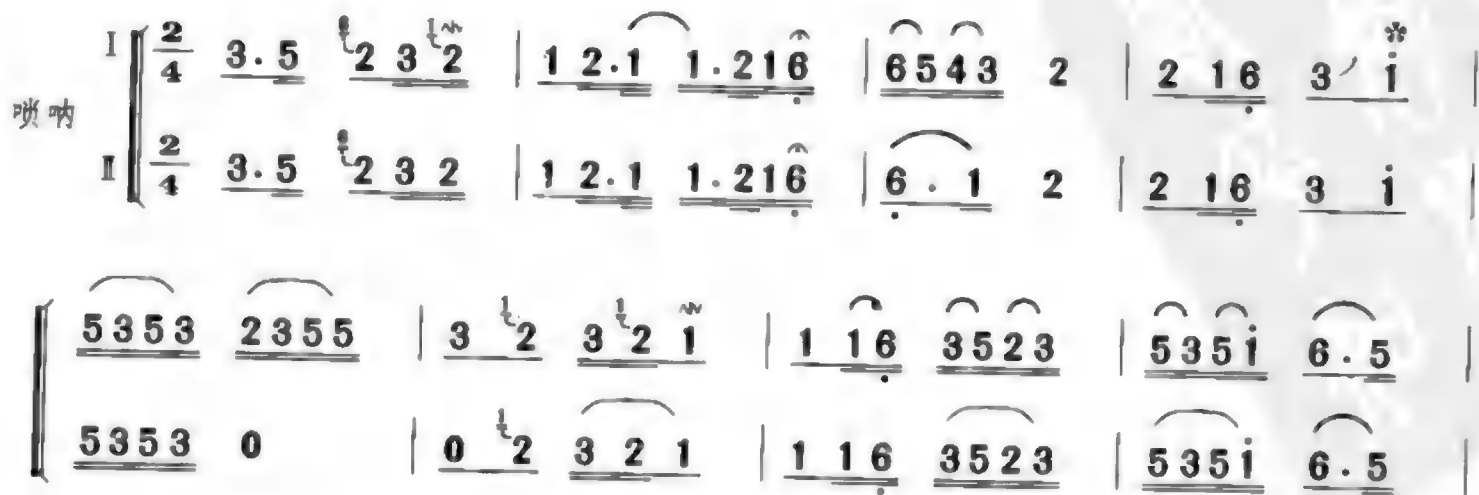 I 2/4 3.5 2 3 2 | 1 2.1 1.216 | 6543 2 | 2 16 3 i |
唢呐
II 2/4 3.5 2 3 2 | 1 2.1 1.216 | 6.1 2 | 2 16 3 i |
5353 2355 | 3 2 3 2 1 | 1 16 3523 | 535i 6.5 |
5353 0 | 0 2 3 2 1 | 1 16 3523 | 535i 6.5 |